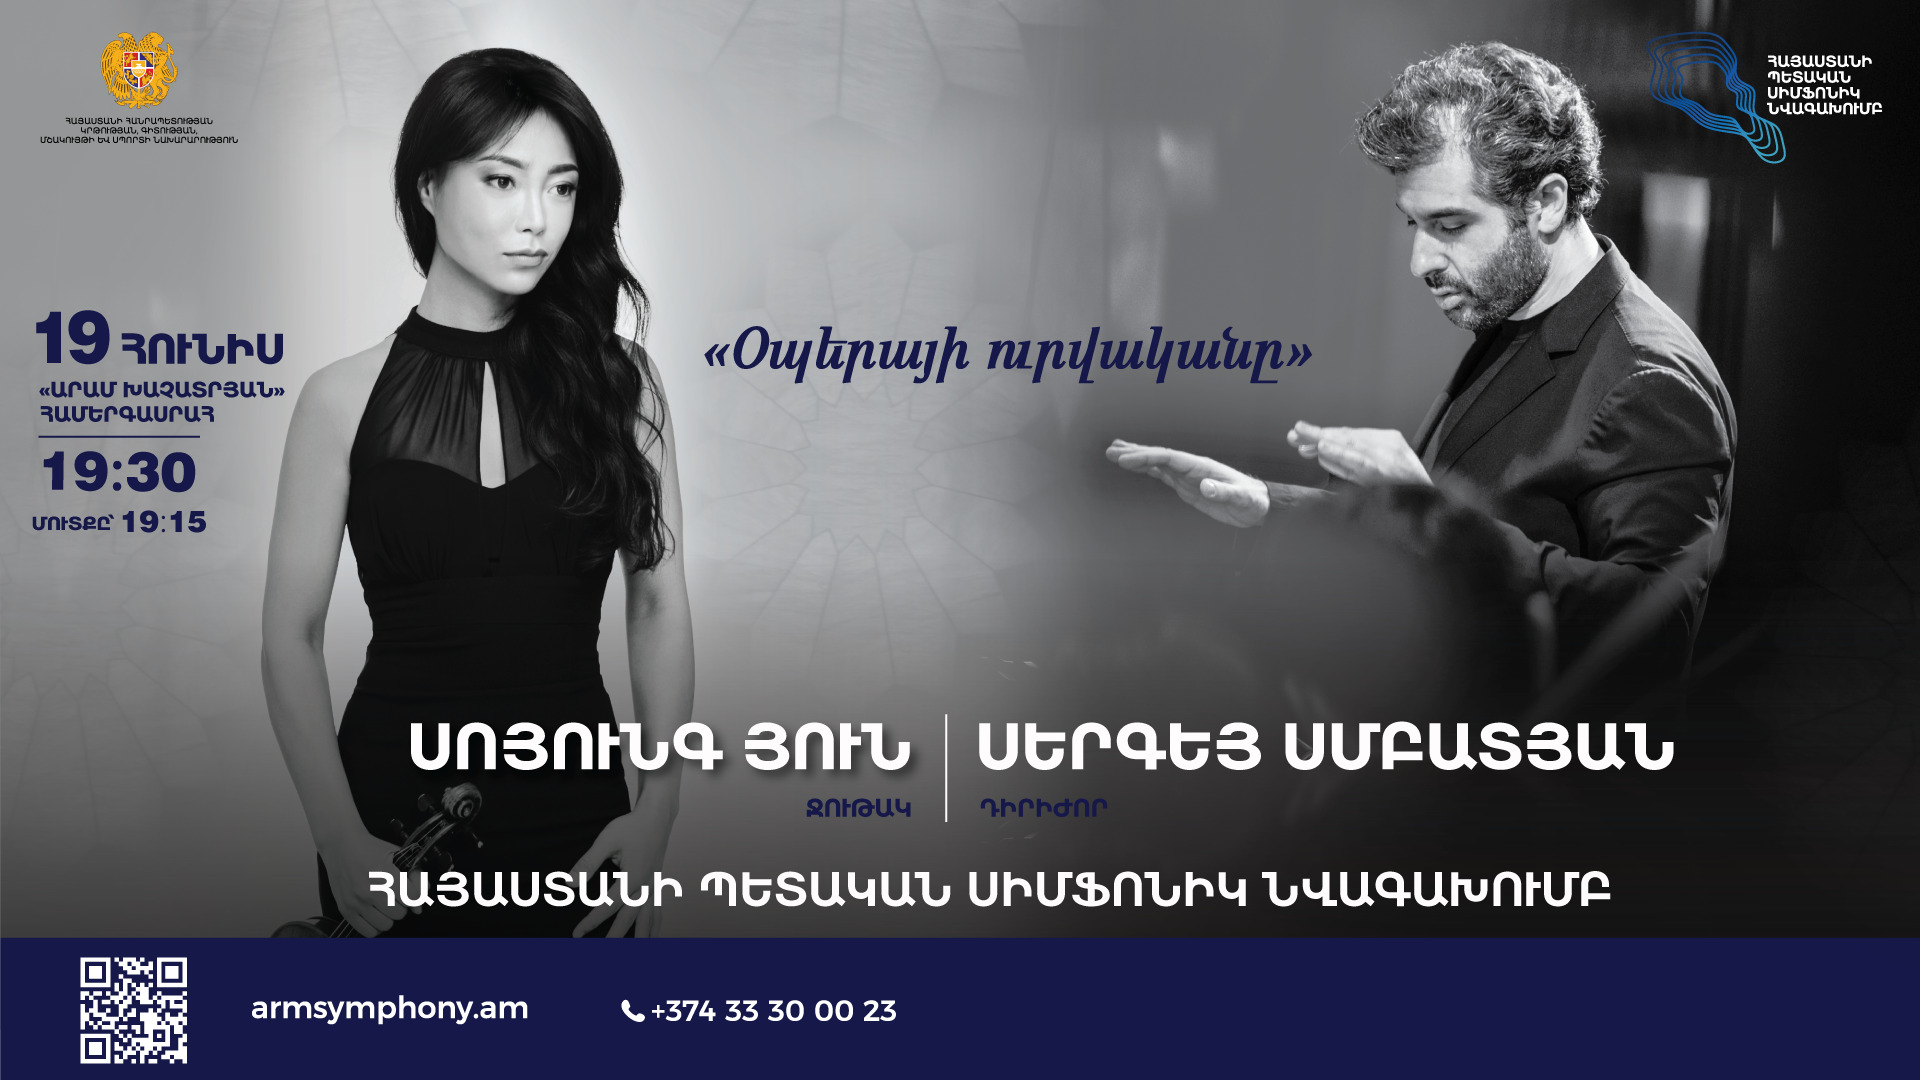 ՀԱՅԱՍՏԱՆԻ ՀԱՆՐԱՊԵՏՈՒԹՅԱՆ
ԿՐԹՈՒԹՅԱՆ, ԳԻՏՈՒԹՅԱՆ,
ՄՇԱԿՈՒՅԹԻ ԵՎ ՍՊՈՐՏԻ ՆԱԽԱՐԱՐՈՒԹՅՈՒՆ
ՀԱՅԱՍՏԱՆԻ
ՊԵՏԱԿԱՆ
ՍԻՄՖՈՆԻԿ
ՆՎԱԳԱԽՈՒՄԲ
19 ՀՈՒՆԻՍ
«ԱՐԱՄ ԽԱՉԱՏՐՅԱՆ»
ՀԱՄԵՐԳԱՍՐԱՀ
19:30
ՄՈՒՏՔԸ՝ 19:15
«Օպերայի ուրվականը»
ՍՈՅՈՒՆԳ ՅՈՒՆ
ՋՈՒԹԱԿ
ՍԵՐԳԵՅ ՍՄԲԱՏՅԱՆ
ԴԻՐԻԺՈՐ
ՀԱՅԱՍՏԱՆԻ ՊԵՏԱԿԱՆ ՍԻՄՖՈՆԻԿ ՆՎԱԳԱԽՈՒՄԲ
armsymphony.am
+374 33 30 00 23